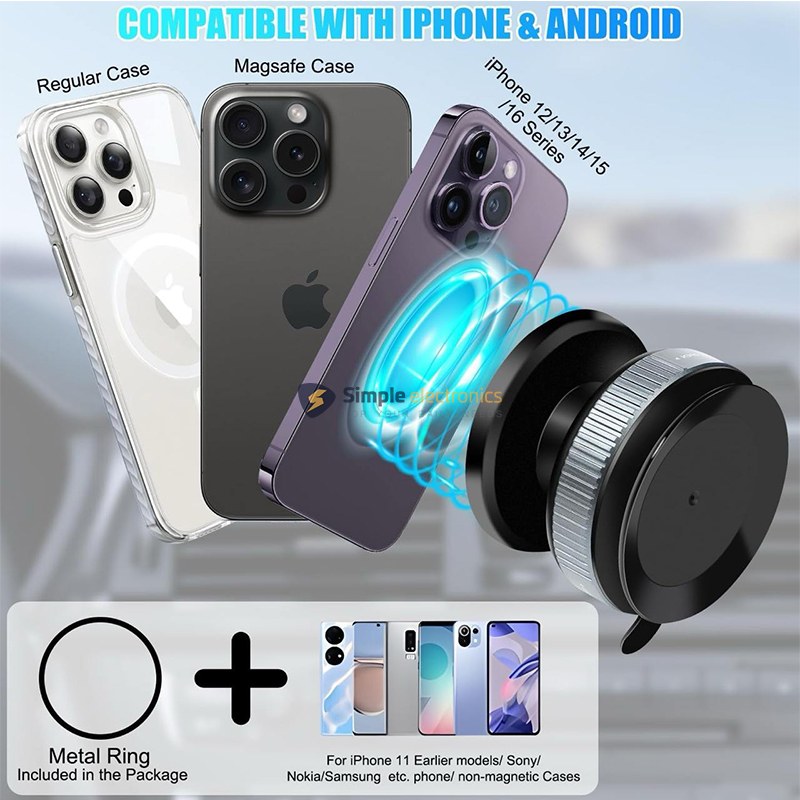 COMPATIBLE WITH IPHONE & ANDROID
Regular Case
Magsafe Case
iPhone 12/13/14/15
/16 Series
Simple electronics
Metal Ring
Included in the Package
For iPhone 11 Earlier models/ Sony/
Nokia/Samsung etc. phone/ non-magnetic Cases